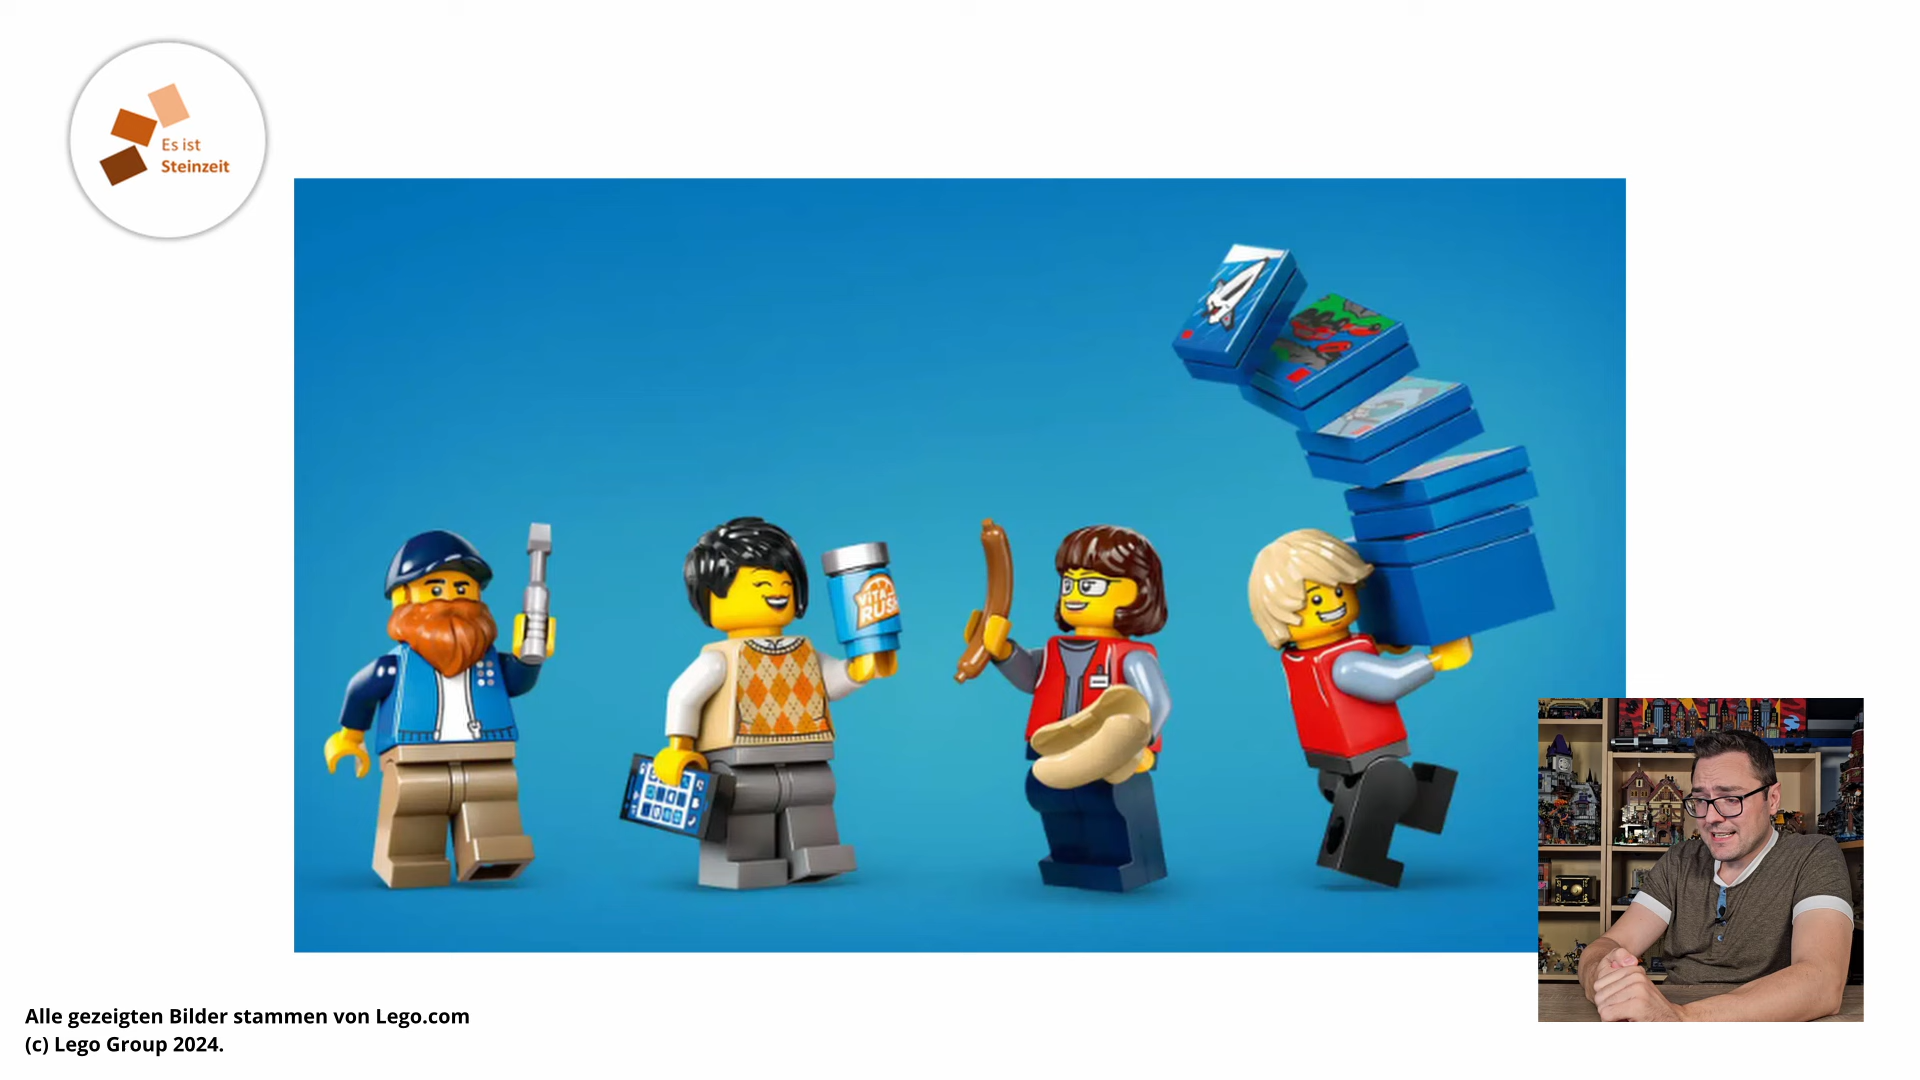 Es ist
Steinzeit
VITA
RUSH
Alle gezeigten Bilder stammen von Lego.com
(c) Lego Group 2024.